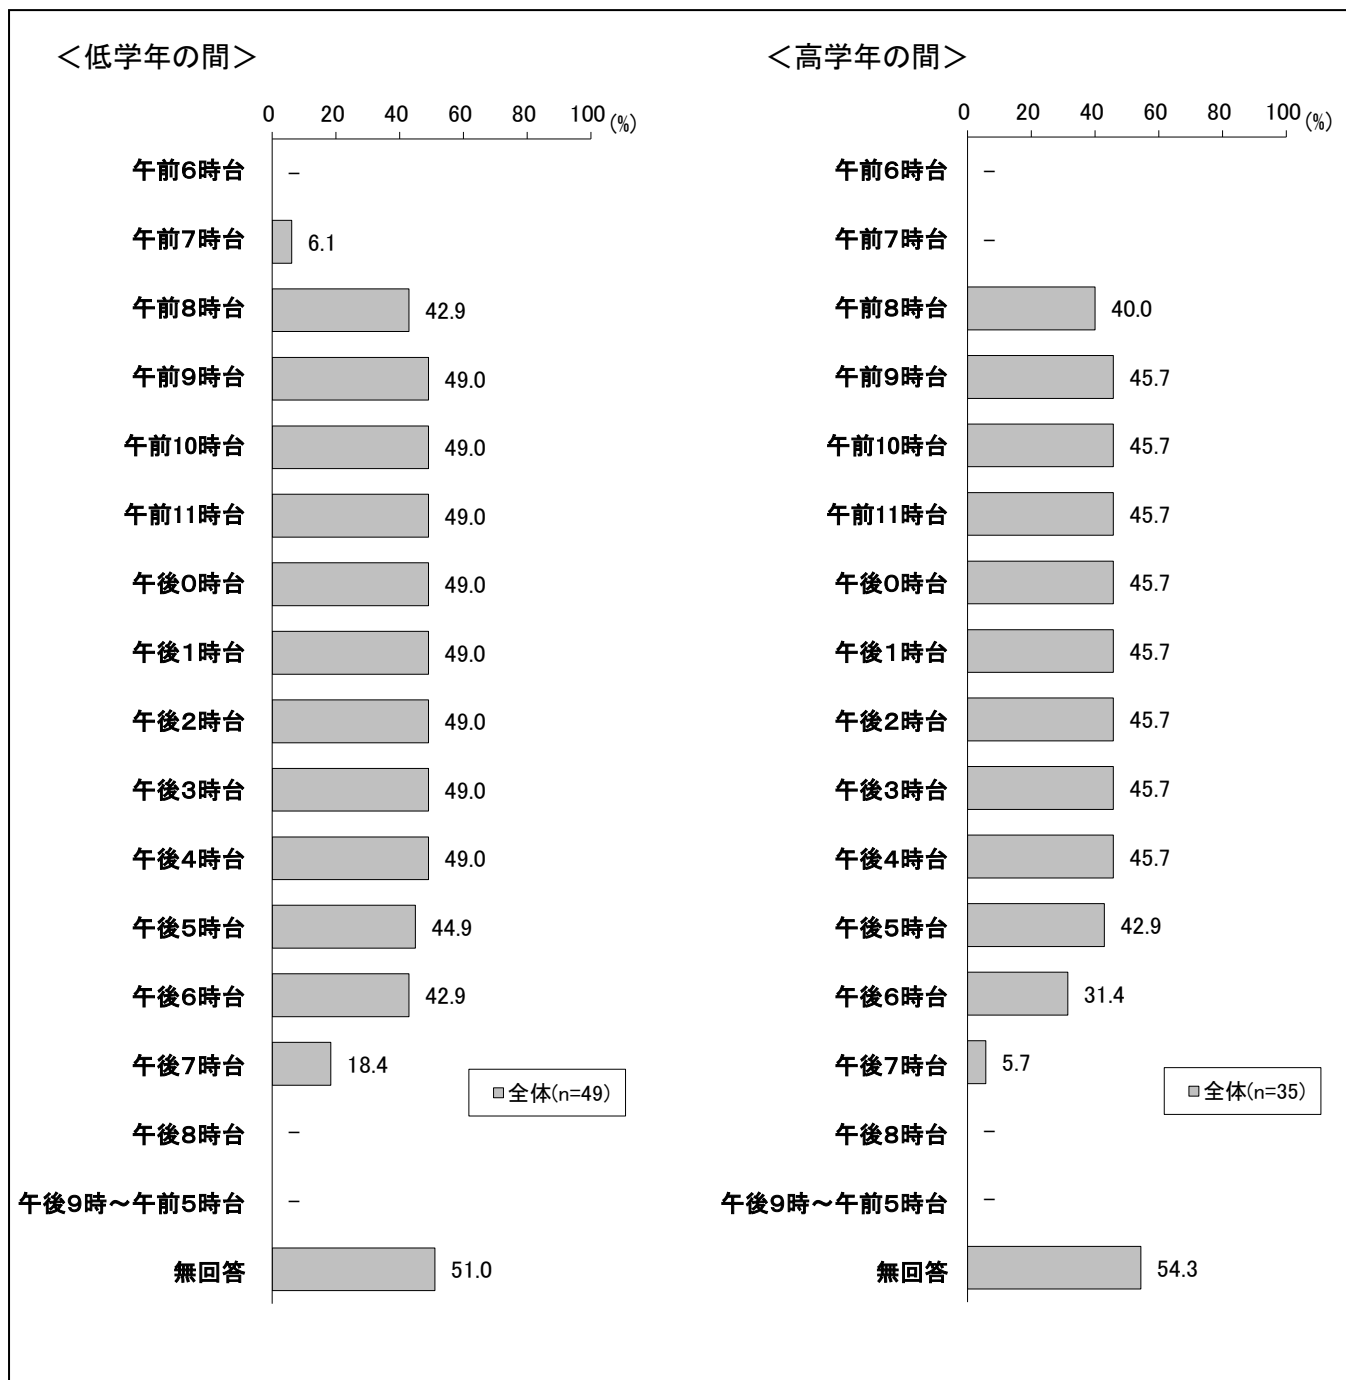 ＜低学年の間＞
0 20 40 60 80 100 (%)
午前6時台 –
午前7時台 6.1
午前8時台 42.9
午前9時台 49.0
午前10時台 49.0
午前11時台 49.0
午後0時台 49.0
午後1時台 49.0
午後2時台 49.0
午後3時台 49.0
午後4時台 49.0
午後5時台 44.9
午後6時台 42.9
午後7時台 18.4
午後8時台 –
午後9時～午前5時台 –
無回答 51.0
全体(n=49)
＜高学年の間＞
0 20 40 60 80 100 (%)
午前6時台 –
午前7時台 –
午前8時台 40.0
午前9時台 45.7
午前10時台 45.7
午前11時台 45.7
午後0時台 45.7
午後1時台 45.7
午後2時台 45.7
午後3時台 45.7
午後4時台 45.7
午後5時台 42.9
午後6時台 31.4
午後7時台 5.7
午後8時台 –
午後9時～午前5時台 –
無回答 54.3
全体(n=35)